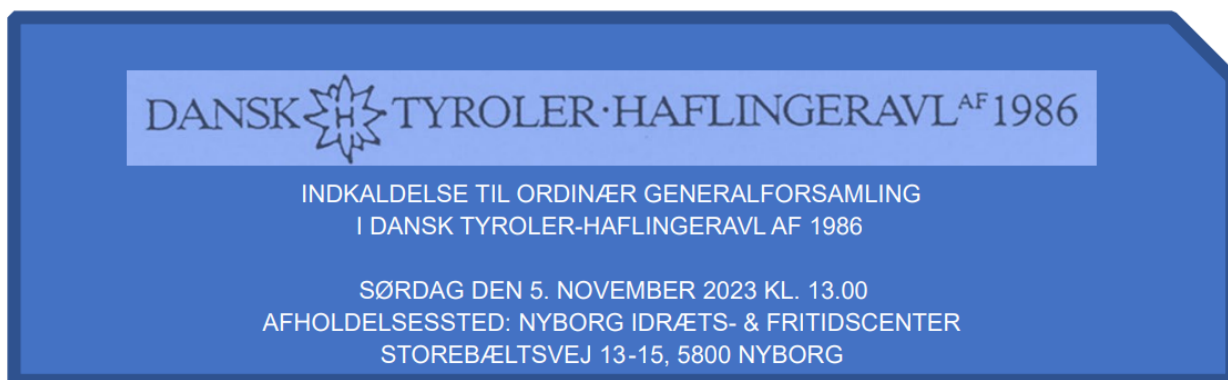 DANSK H TYROLER·HAFLINGERAVL AF 1986
INDKALDELSE TIL ORDINÆR GENERALFORSAMLING
I DANSK TYROLER-HAFLINGERAVL AF 1986
SØRDAG DEN 5. NOVEMBER 2023 KL. 13.00
AFHOLDELSESSTED: NYBORG IDRÆTS- & FRITIDSCENTER
STOREBÆLTSVEJ 13-15, 5800 NYBORG